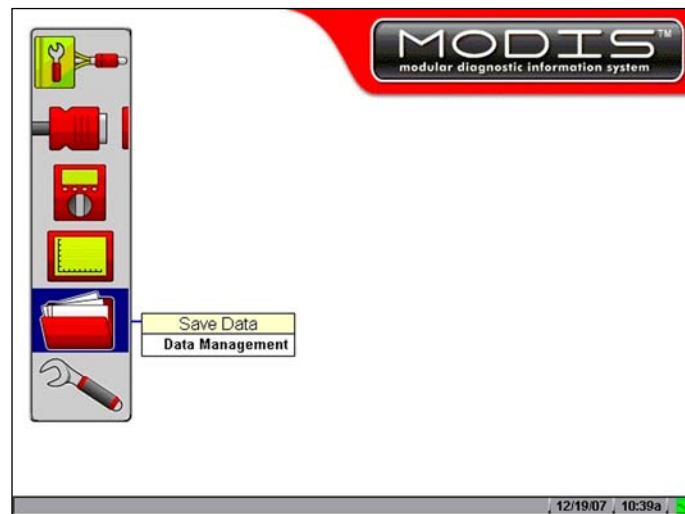 MODIS™
modular diagnostic information system
Save Data
Data Management
12/19/07 10:39a